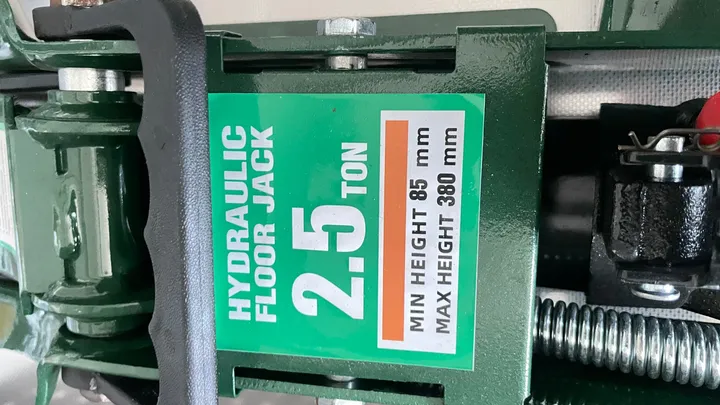 HYDRAULIC
FLOOR JACK
2.5 TON
MIN HEIGHT 85 mm
MAX HEIGHT 380 mm